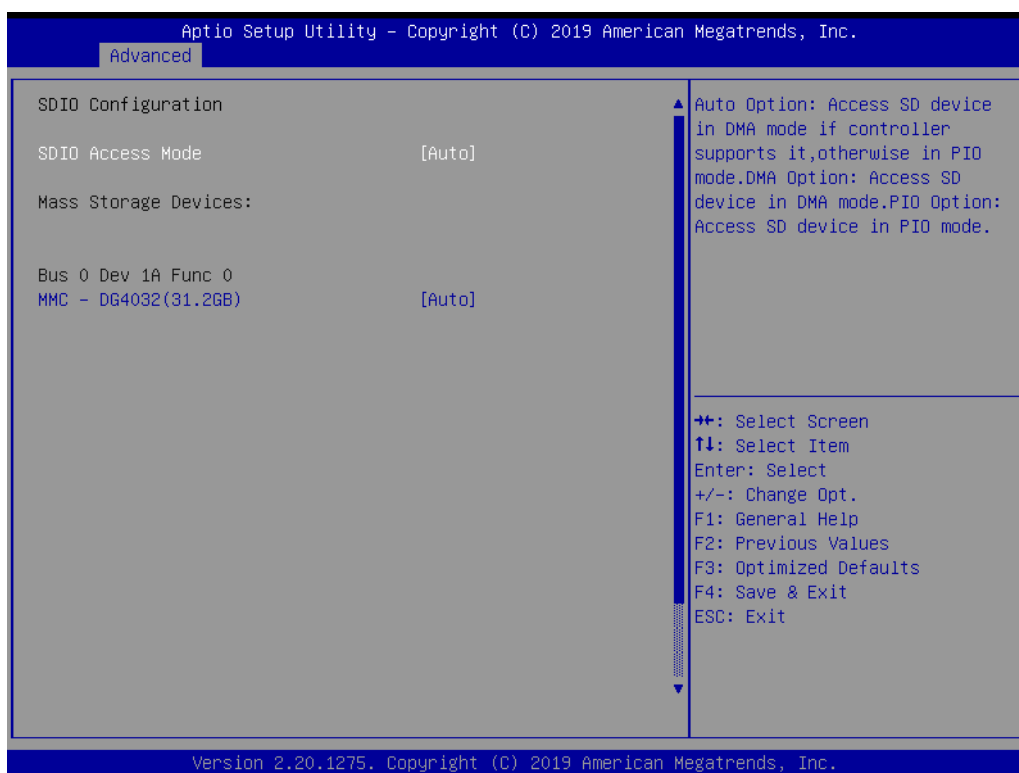 Aptio Setup Utility – Copyright (C) 2019 American Megatrends, Inc.
Advanced
SDIO Configuration
SDIO Access Mode [Auto]
Mass Storage Devices:
Bus 0 Dev 1A Func 0
MMC – DG4032(31.2GB) [Auto]
Auto Option: Access SD device
in DMA mode if controller
supports it,otherwise in PIO
mode.DMA Option: Access SD
device in DMA mode.PIO Option:
Access SD device in PIO mode.
→←: Select Screen
↑↓: Select Item
Enter: Select
+/-: Change Opt.
F1: General Help
F2: Previous Values
F3: Optimized Defaults
F4: Save & Exit
ESC: Exit
Version 2.20.1275. Copyright (C) 2019 American Megatrends, Inc.